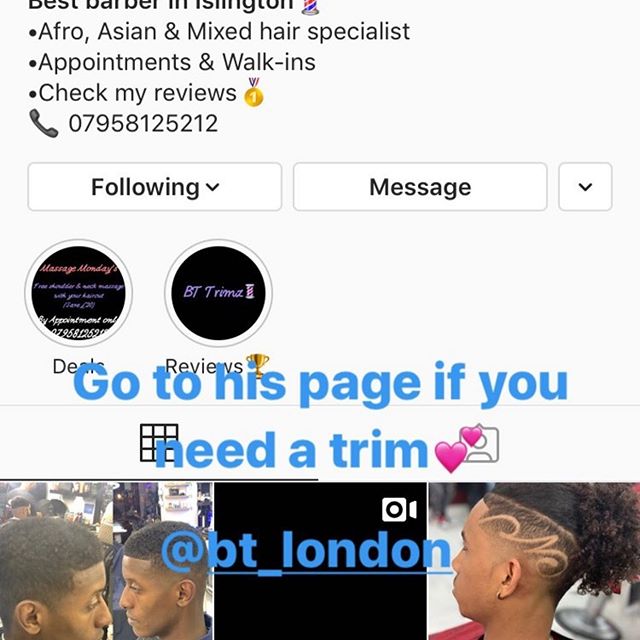 Best barber in Islington💈
•Afro, Asian & Mixed hair specialist
•Appointments & Walk-ins
•Check my reviews🥇
📞 07958125212
Following
Message
Massage Monday's
Free shoulder & neck massage
with your haircut
(Save £20)
By Appointment only
BT Trimz💈
Deals
Reviews🏆
Go to his page if you
need a trim💕
@bt_london